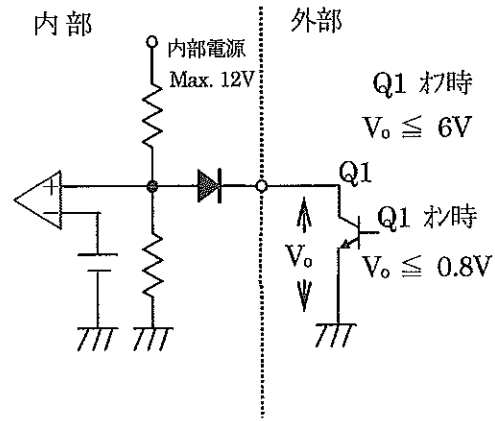 内部
外部
内部電源
Max. 12V
Q1 ｵﾌ時
Vo ≦ 6V
Q1
Q1 ｵﾝ時
Vo
Vo ≦ 0.8V
+
−